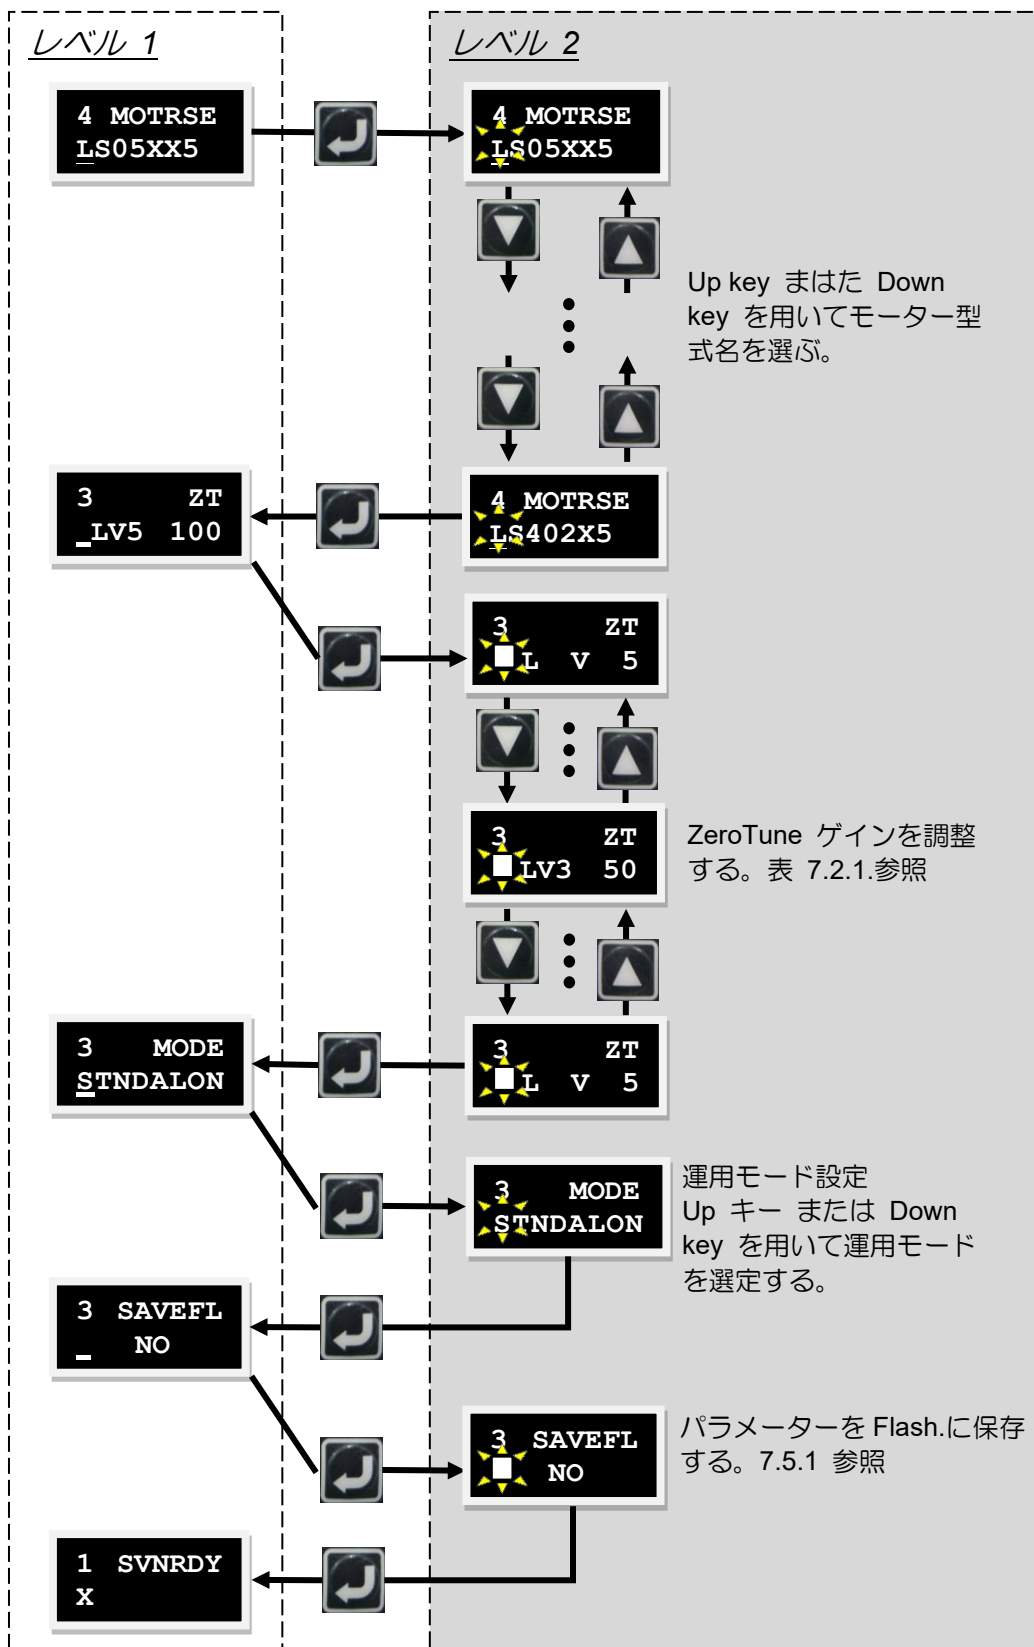 レベル 1
レベル 2
4 MOTRSE
LS05XX5
4 MOTRSE
LS05XX5
Up key まはた Down
key を用いてモーター型
式名を選ぶ。
3 ZT
_LV5 100
4 MOTRSE
LS402X5
3 ZT
L V 5
3 ZT
LV3 50
ZeroTune ゲインを調整
する。表 7.2.1.参照
3 MODE
STNDALON
3 ZT
L V 5
3 MODE
STNDALON
運用モード設定
Up キー または Down
key を用いて運用モード
を選定する。
3 SAVEFL
_ NO
3 SAVEFL
NO
パラメーターを Flash.に保存
する。7.5.1 参照
1 SVNRDY
X